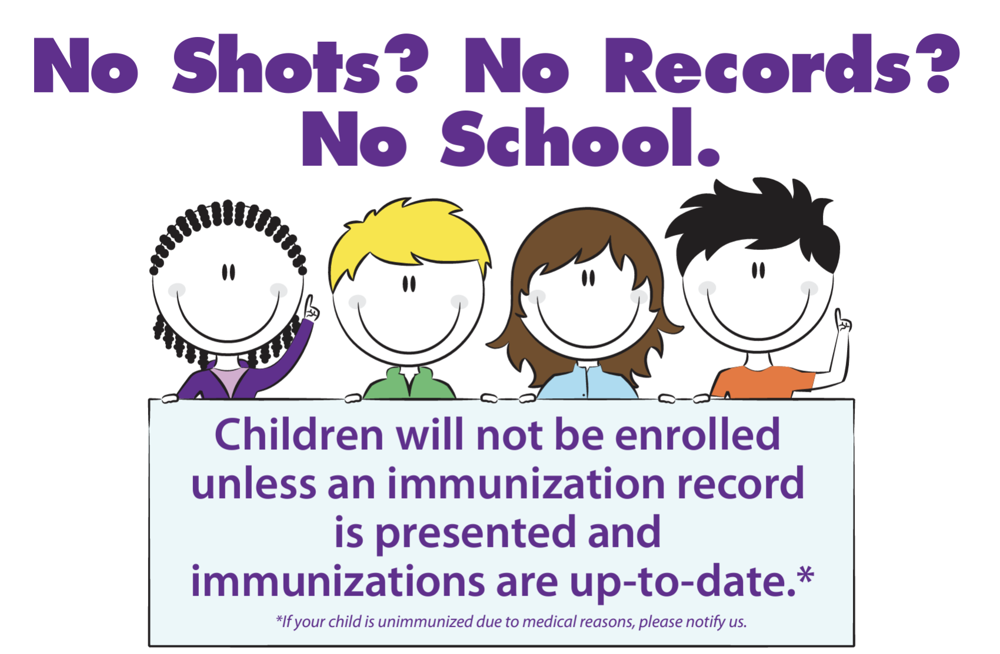 No Shots? No Records?
No School.
Children will not be enrolled
unless an immunization record
is presented and
immunizations are up-to-date.*
*If your child is unimmunized due to medical reasons, please notify us.